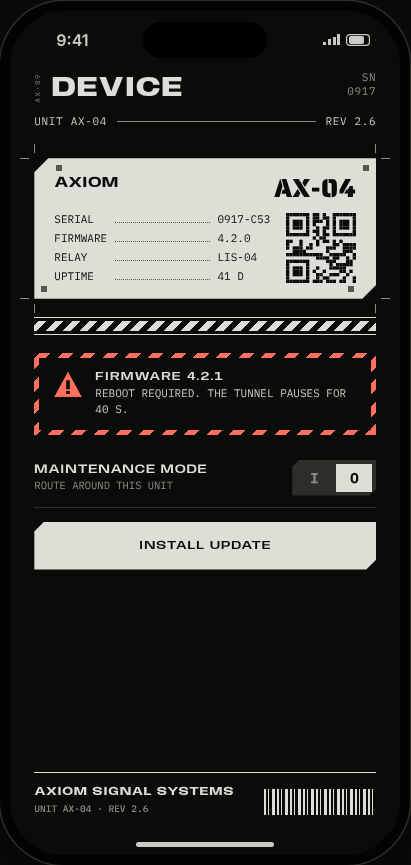 9:41
AX·09
DEVICE
SN
0917
UNIT AX-04
REV 2.6
AXIOM
AX-04
SERIAL 0917-C53
FIRMWARE 4.2.0
RELAY LIS-04
UPTIME 41 D
FIRMWARE 4.2.1
REBOOT REQUIRED. THE TUNNEL PAUSES FOR
40 S.
MAINTENANCE MODE
ROUTE AROUND THIS UNIT
I O
INSTALL UPDATE
AXIOM SIGNAL SYSTEMS
UNIT AX-04 · REV 2.6